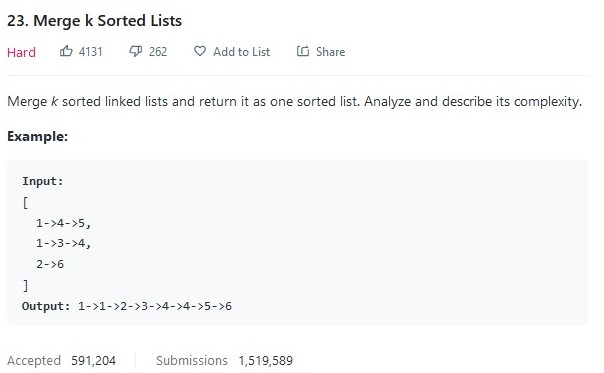 23. Merge k Sorted Lists
Hard 4131 262 Add to List Share
Merge k sorted linked lists and return it as one sorted list. Analyze and describe its complexity.
Example:
Input:
[
  1->4->5,
  1->3->4,
  2->6
]
Output: 1->1->2->3->4->4->5->6
Accepted 591,204 Submissions 1,519,589